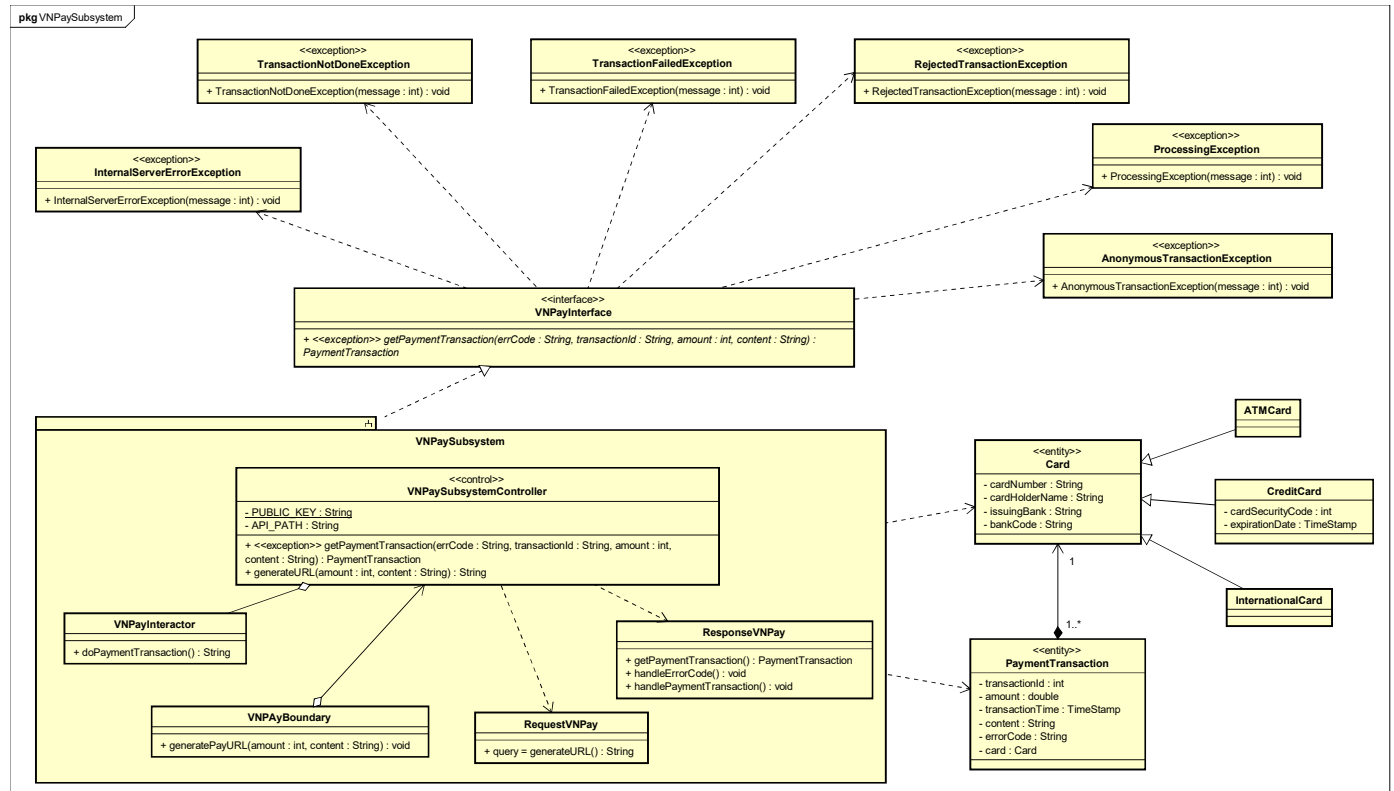 pkg VNPaySubsystem
<<exception>>
TransactionNotDoneException
+ TransactionNotDoneException(message : int) : void
<<exception>>
TransactionFailedException
+ TransactionFailedException(message : int) : void
<<exception>>
RejectedTransactionException
+ RejectedTransactionException(message : int) : void
<<exception>>
ProcessingException
+ ProcessingException(message : int) : void
<<exception>>
InternalServerErrorException
+ InternalServerErrorException(message : int) : void
<<exception>>
AnonymousTransactionException
+ AnonymousTransactionException(message : int) : void
<<interface>>
VNPayInterface
+ <<exception>> getPaymentTransaction(errCode : String, transactionId : String, amount : int, content : String) :
PaymentTransaction
VNPaySubsystem
<<control>>
VNPaySubsystemController
- PUBLIC_KEY : String
- API_PATH : String
+ <<exception>> getPaymentTransaction(errCode : String, transactionId : String, amount : int,
content : String) : PaymentTransaction
+ generateURL(amount : int, content : String) : String
VNPayInteractor
+ doPaymentTransaction() : String
ResponseVNPay
+ getPaymentTransaction() : PaymentTransaction
+ handleErrorCode() : void
+ handlePaymentTransaction() : void
VNPAyBoundary
+ generatePayURL(amount : int, content : String) : void
RequestVNPay
+ query = generateURL() : String
ATMCard
<<entity>>
Card
- cardNumber : String
- cardHolderName : String
- issuingBank : String
- bankCode : String
CreditCard
- cardSecurityCode : int
- expirationDate : TimeStamp
InternationalCard
1
1..*
<<entity>>
PaymentTransaction
- transactionId : int
- amount : double
- transactionTime : TimeStamp
- content : String
- errorCode : String
- card : Card